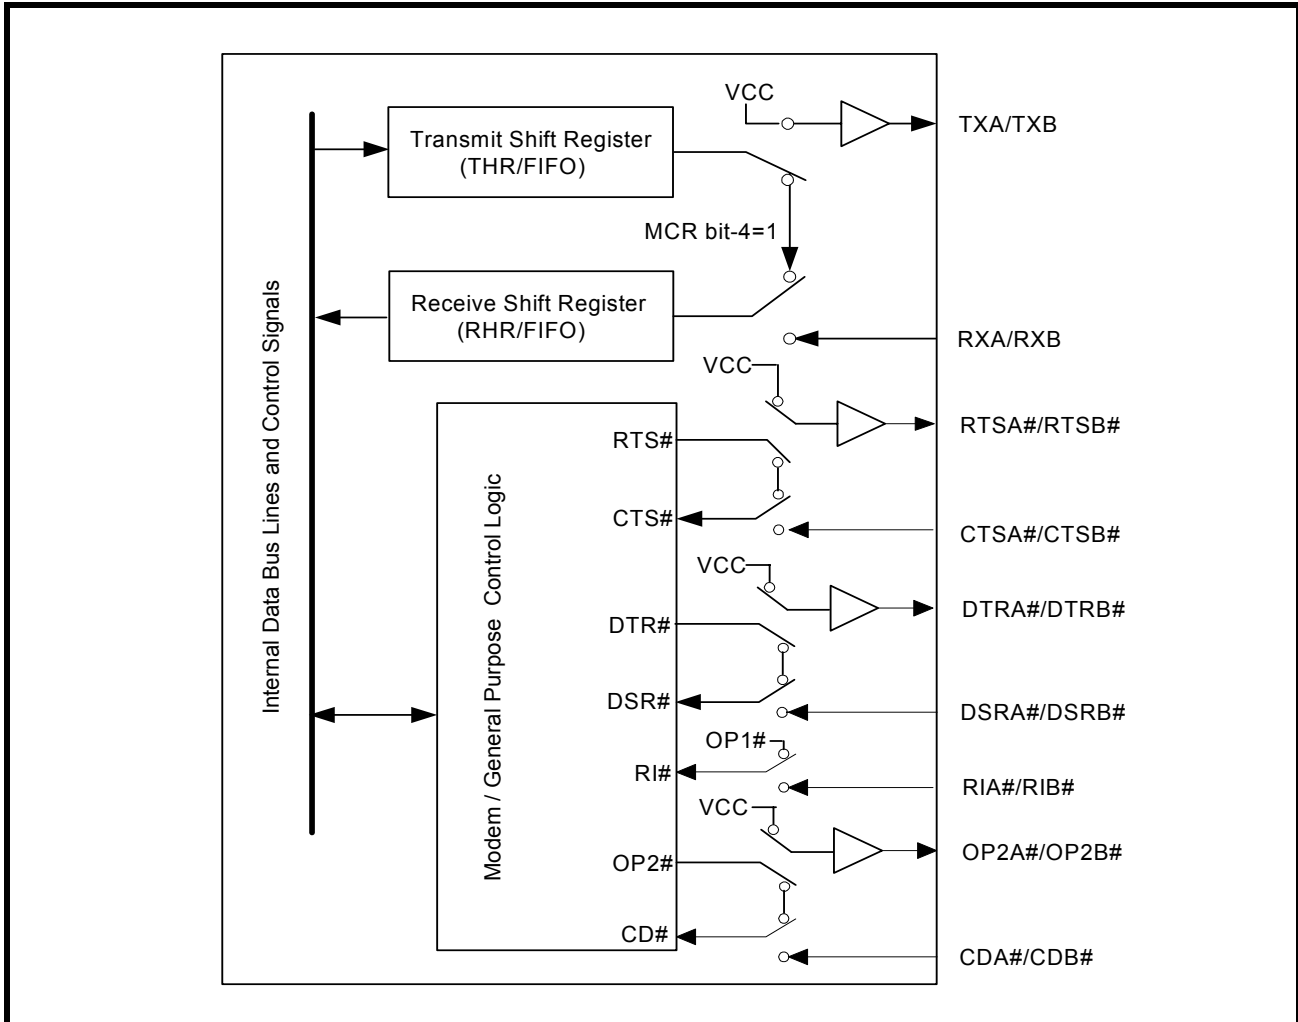 VCC
TXA/TXB
Transmit Shift Register
(THR/FIFO)
MCR bit-4=1
Receive Shift Register
(RHR/FIFO)
RXA/RXB
VCC
RTSA#/RTSB#
RTS#
CTS#
CTSA#/CTSB#
VCC
DTRA#/DTRB#
DTR#
DSR#
DSRA#/DSRB#
OP1#
RI#
RIA#/RIB#
VCC
OP2A#/OP2B#
OP2#
CD#
CDA#/CDB#
Internal Data Bus Lines and Control Signals
Modem / General Purpose Control Logic